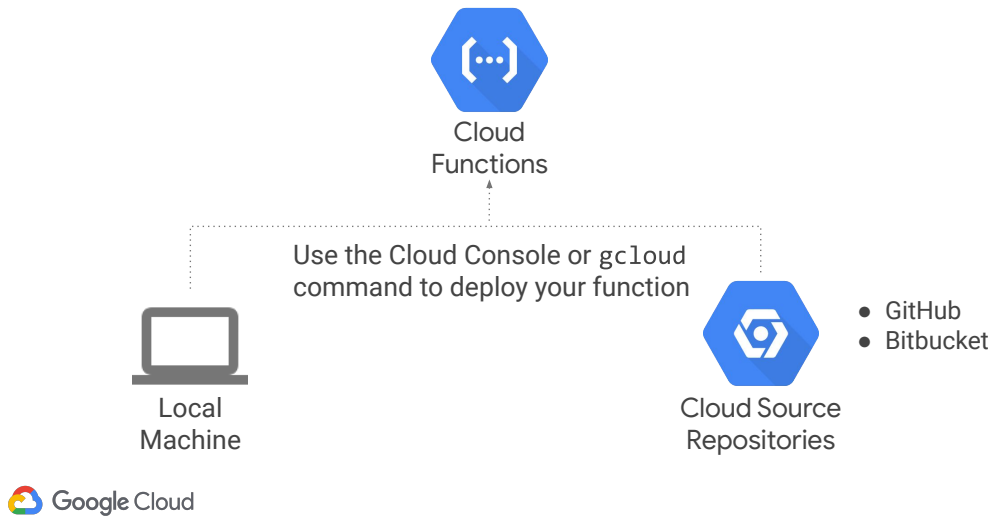 Cloud
Functions
Use the Cloud Console or gcloud
command to deploy your function
● GitHub
● Bitbucket
Local
Machine
Cloud Source
Repositories
Google Cloud